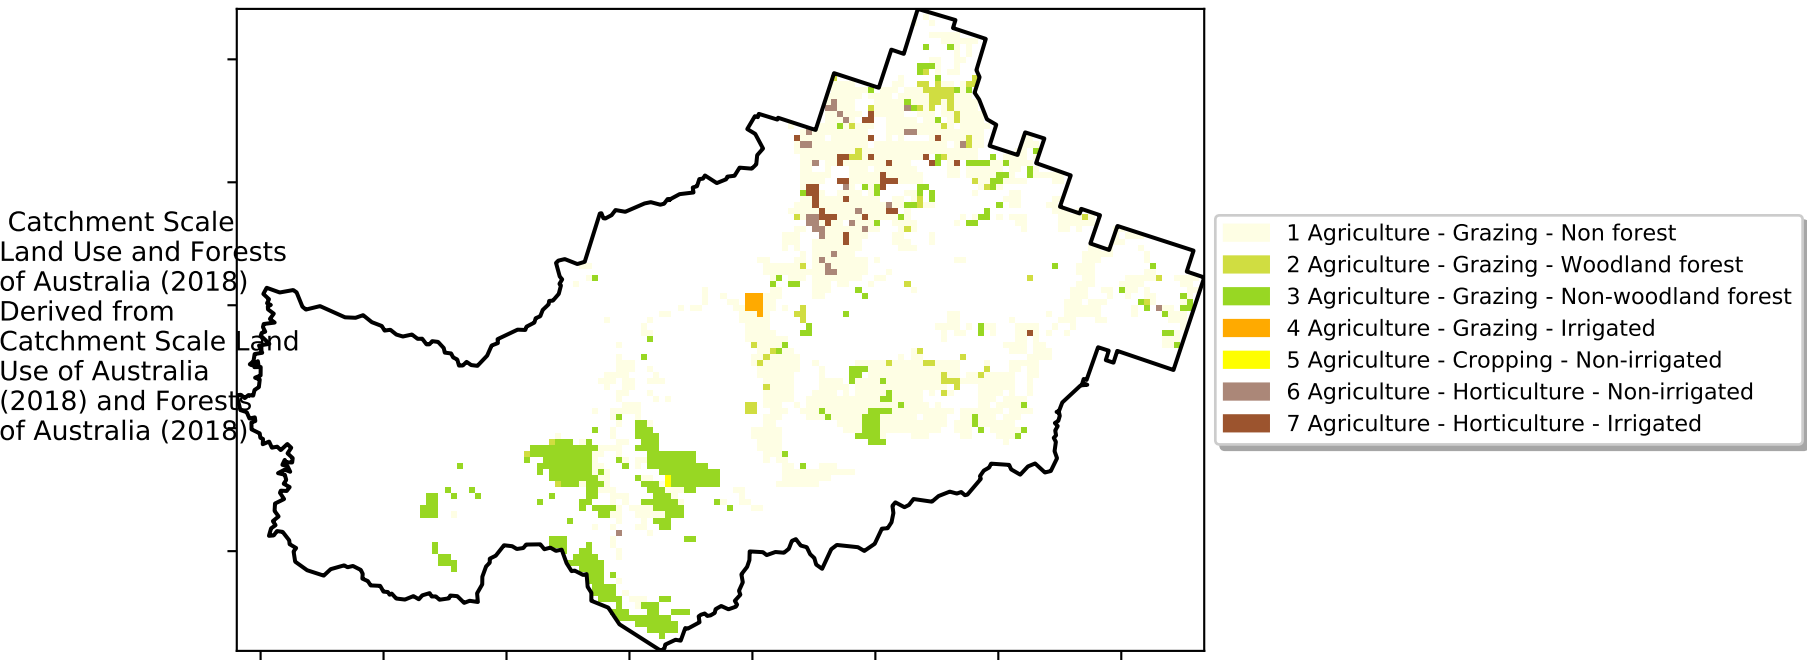 Catchment Scale
Land Use and Forests
of Australia (2018)
Derived from
Catchment Scale Land
Use of Australia
(2018) and Forests
of Australia (2018)
1 Agriculture - Grazing - Non forest
2 Agriculture - Grazing - Woodland forest
3 Agriculture - Grazing - Non-woodland forest
4 Agriculture - Grazing - Irrigated
5 Agriculture - Cropping - Non-irrigated
6 Agriculture - Horticulture - Non-irrigated
7 Agriculture - Horticulture - Irrigated